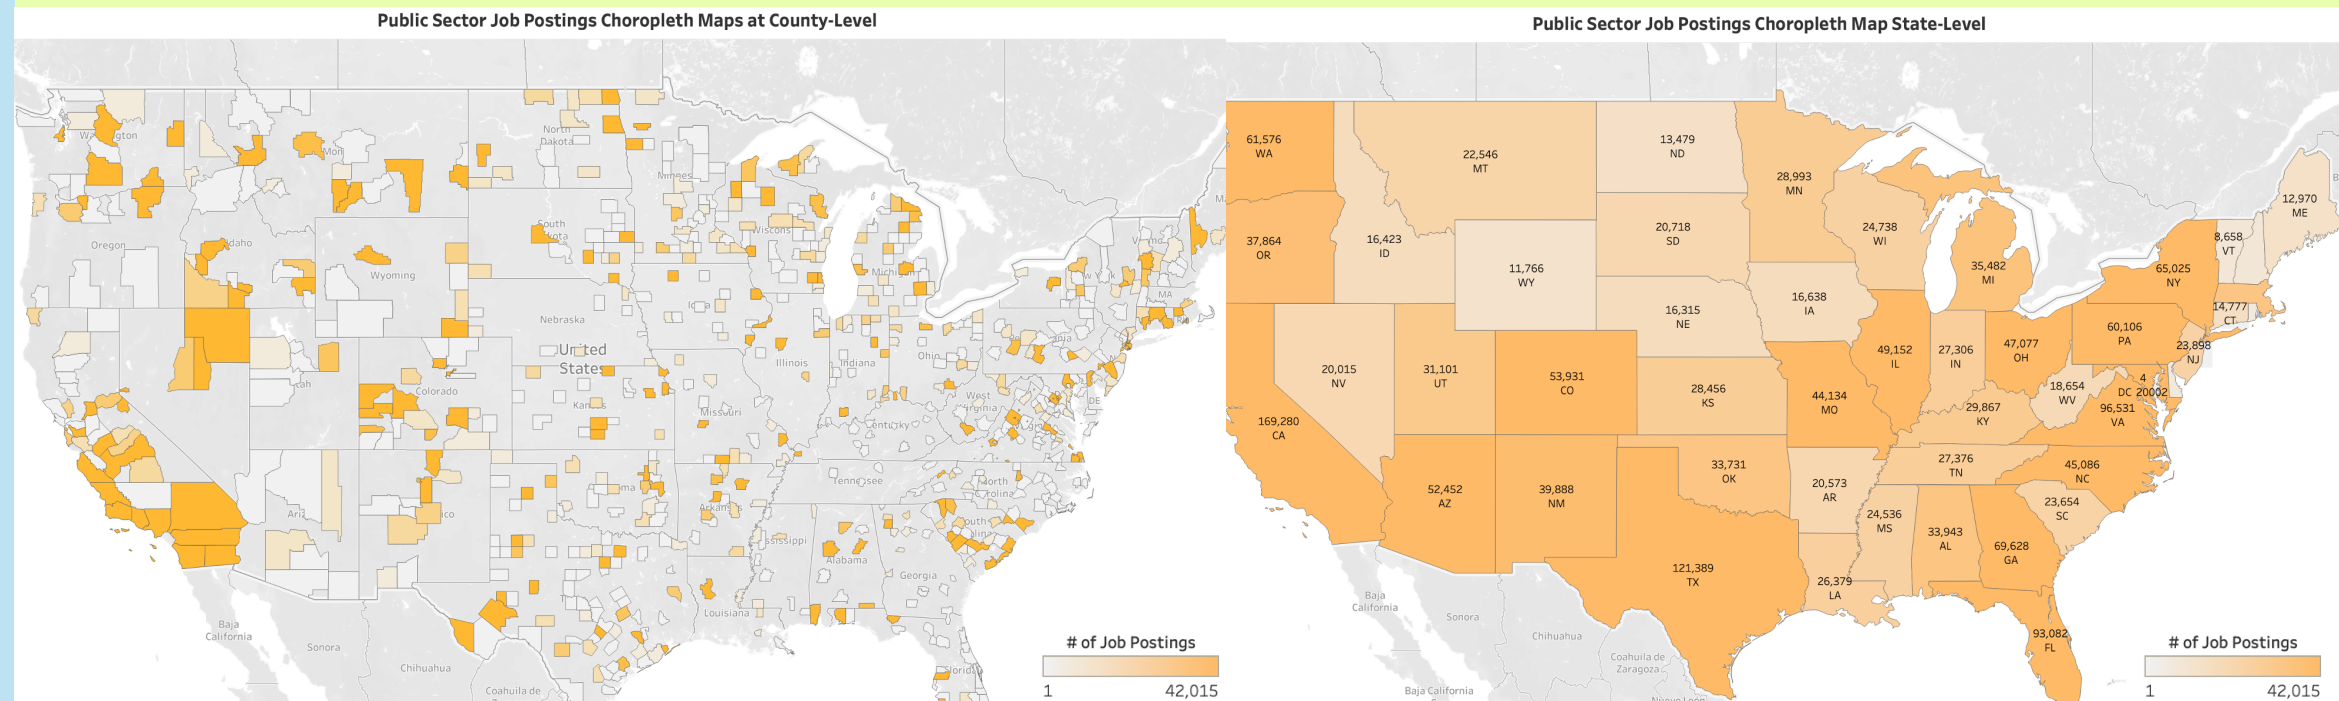 Public Sector Job Postings Choropleth Maps at County-Level
North
Dakota
Oregon
Wyoming
Nebraska
United
States
Iowa
Illinois
Indiana
Ohio
MA
Colorado
West
Virginia
DE
Missouri
Kentucky
Tennessee
North
Carolina
Arkansas
Alabama
Georgia
Louisiana
Baja
California
Sonora
Chihuahua
Coahuila de
# of Job Postings
1
42,015
Public Sector Job Postings Choropleth Map State-Level
61,576
WA
22,546
MT
13,479
ND
28,993
MN
12,970
ME
37,864
OR
16,423
ID
20,718
SD
24,738
WI
8,658
VT
11,766
WY
35,482
MI
65,025
NY
16,315
NE
16,638
IA
14,777
CT
60,106
PA
20,015
NV
31,101
UT
53,931
CO
49,152
IL
27,306
IN
47,077
OH
23,898
NJ
28,456
KS
44,134
MO
18,654
WV
4
DC 20002
96,531
VA
169,280
CA
29,867
KY
52,452
AZ
39,888
NM
33,731
OK
20,573
AR
27,376
TN
45,086
NC
24,536
MS
33,943
AL
69,628
GA
23,654
SC
121,389
TX
26,379
LA
93,082
FL
Baja
California
Sonora
Chihuahua
Coahuila de
Zaragoza
Baja California
Nuevo León
# of Job Postings
1
42,015